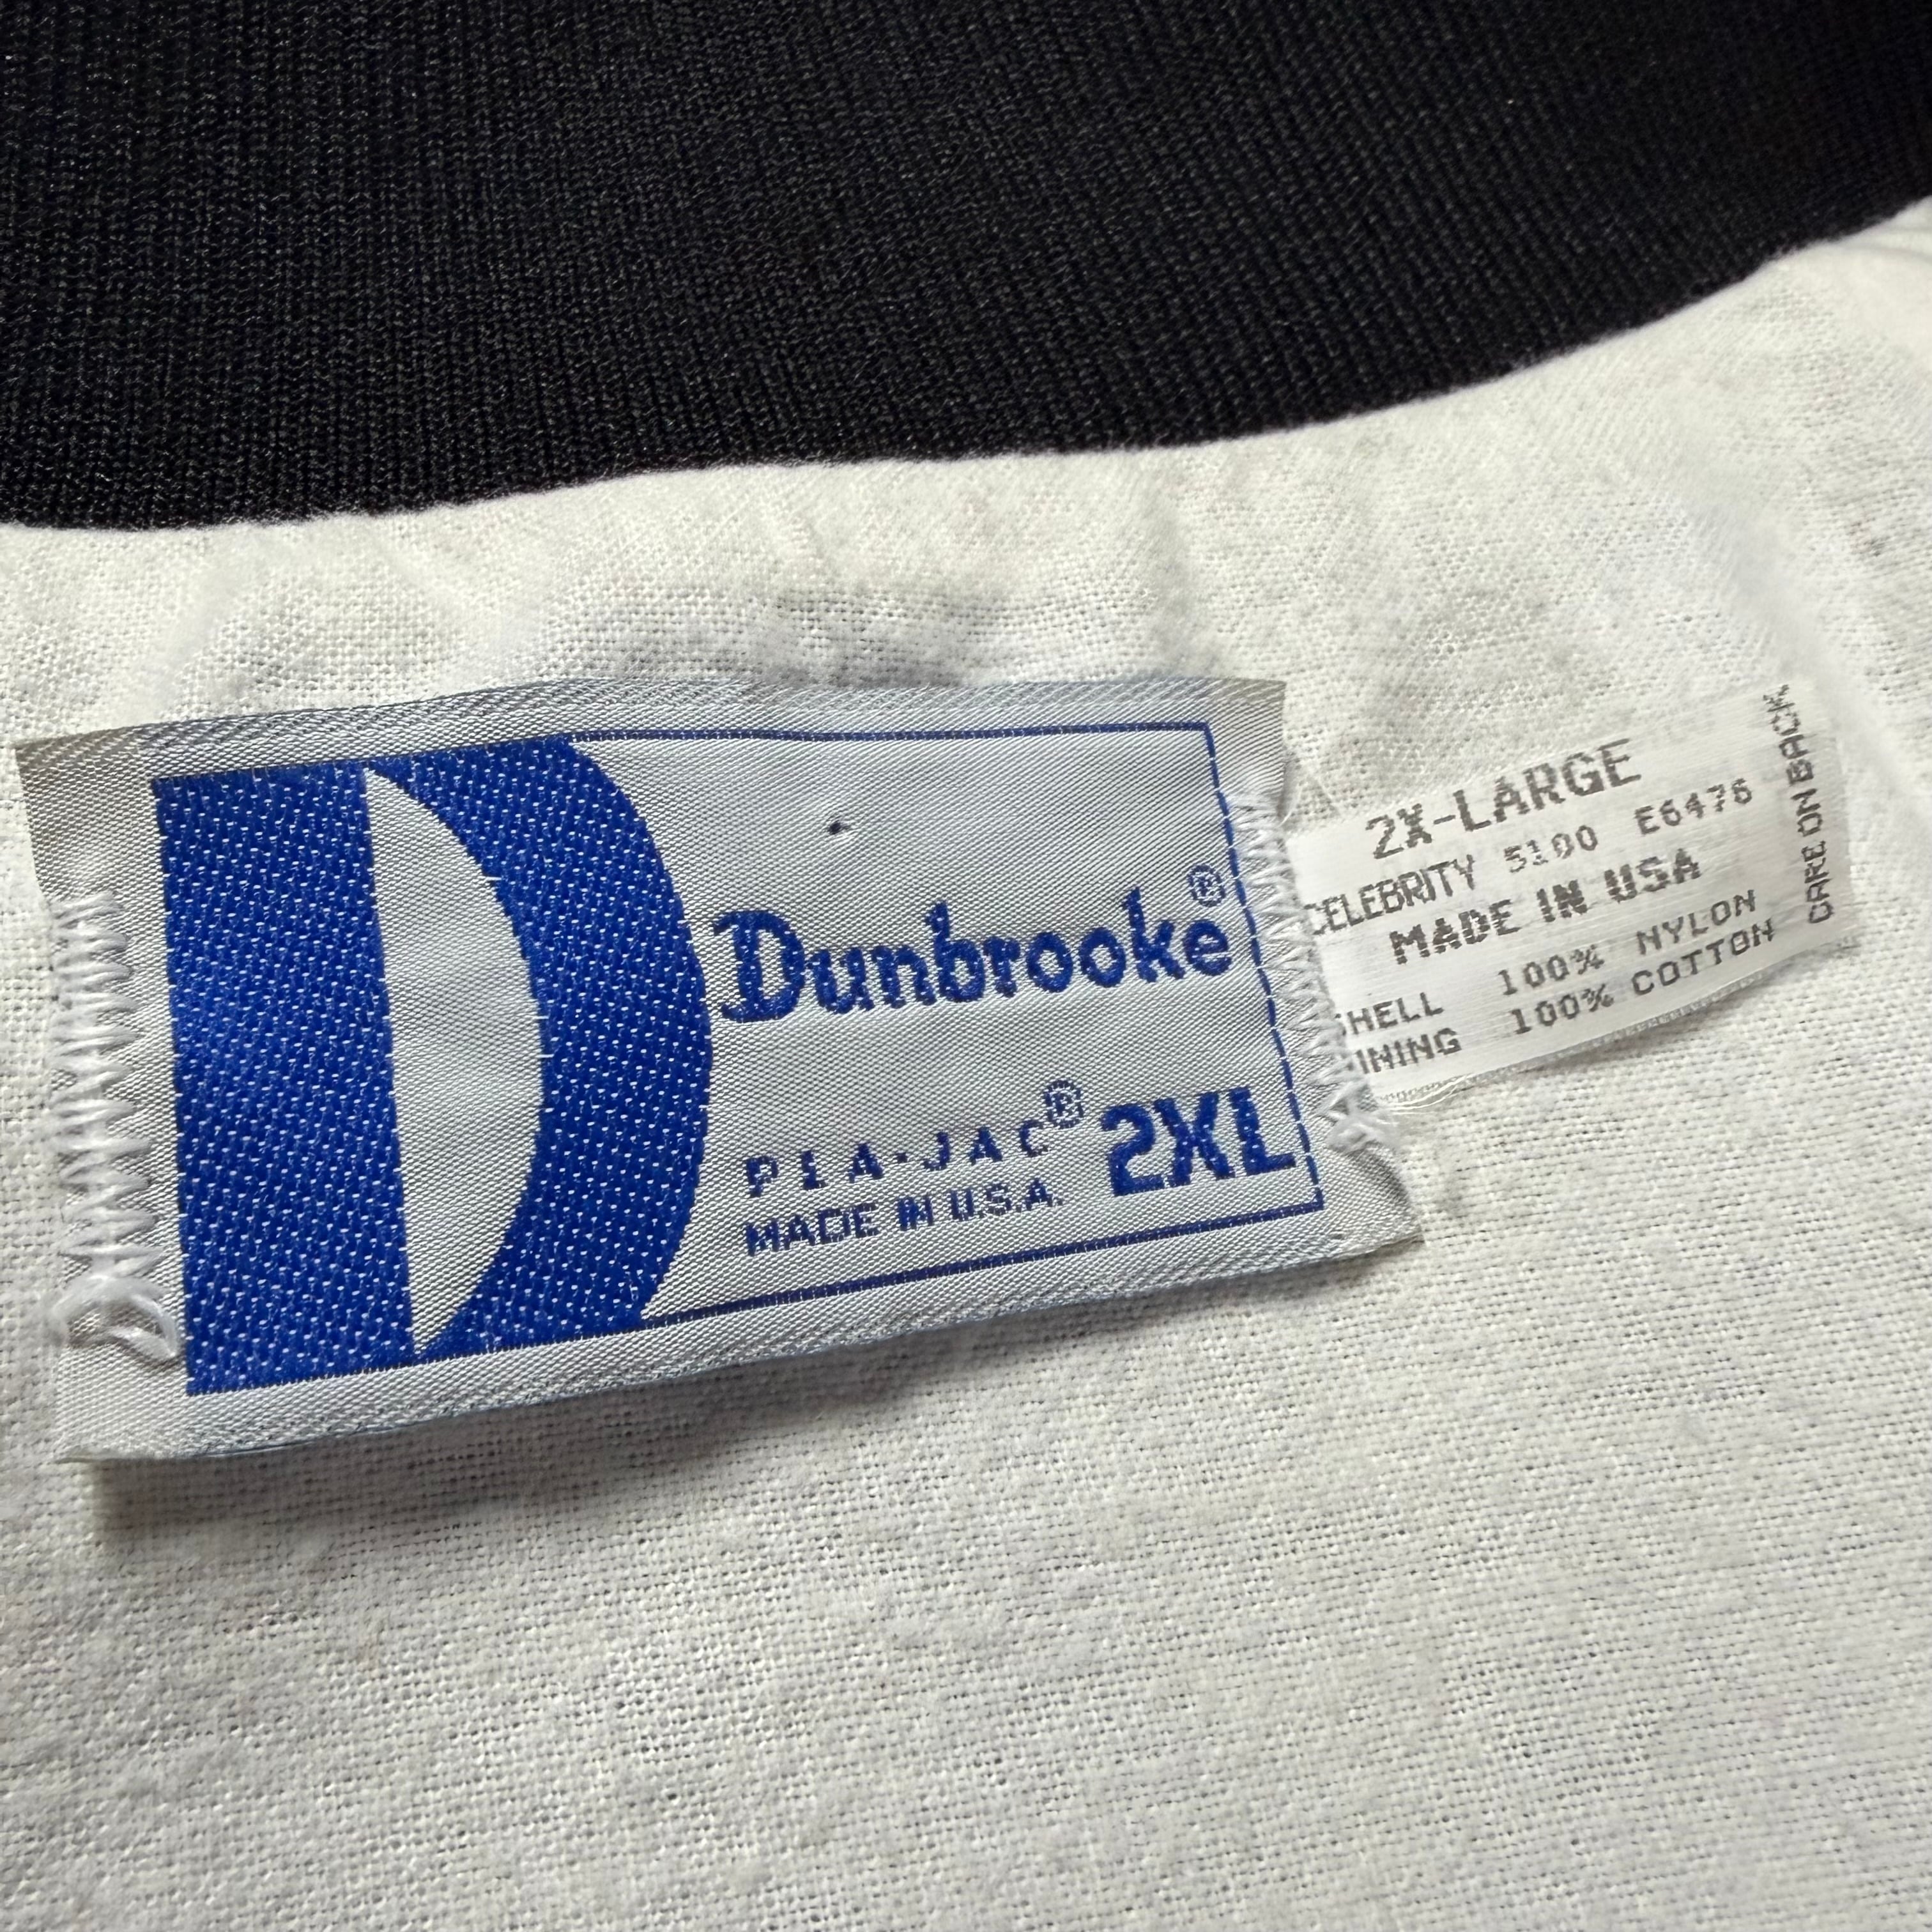 Dunbrooke®
PLA-JAC® 2XL
MADE IN U.S.A.
2X-LARGE
CELEBRITY 5100 E6476
MADE IN USA
SHELL 100% NYLON
LINING 100% COTTON
CARE ON BACK